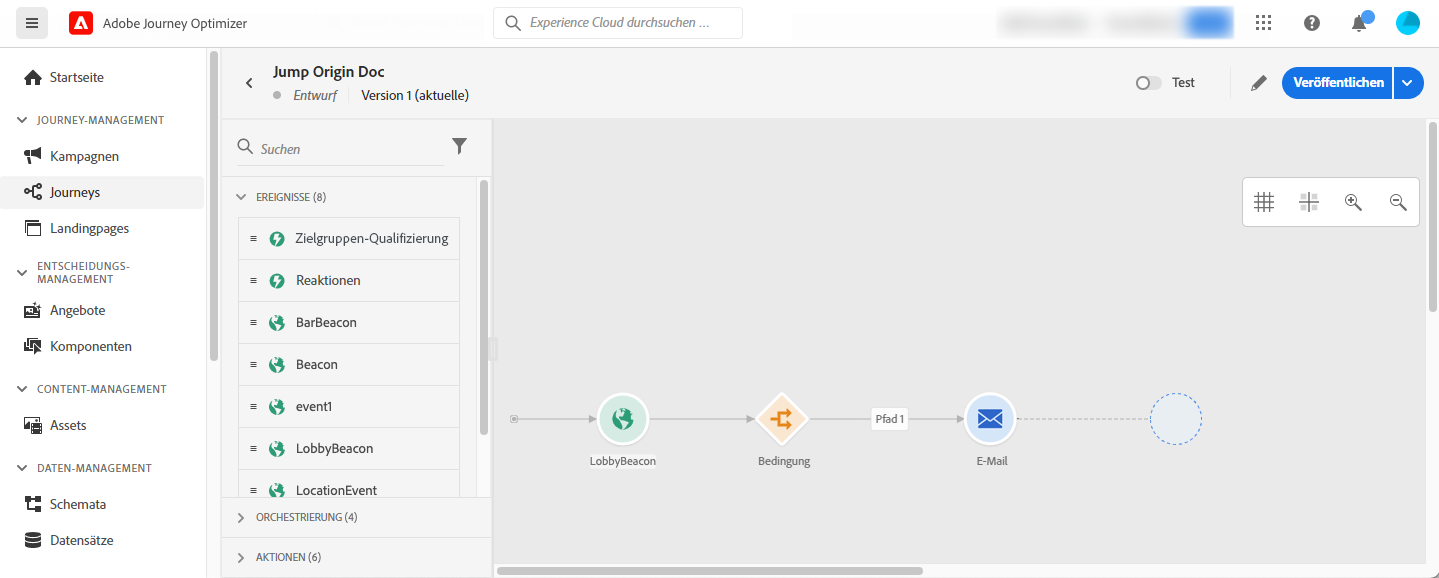 Adobe Journey Optimizer
Experience Cloud durchsuchen ...
Startseite
JOURNEY-MANAGEMENT
Kampagnen
Journeys
Landingpages
ENTSCHEIDUNGS-
MANAGEMENT
Angebote
Komponenten
CONTENT-MANAGEMENT
Assets
DATEN-MANAGEMENT
Schemata
Datensätze
Jump Origin Doc
Entwurf
Version 1 (aktuelle)
Test
Veröffentlichen
Suchen
EREIGNISSE (8)
Zielgruppen-Qualifizierung
Reaktionen
BarBeacon
Beacon
event1
LobbyBeacon
LocationEvent
ORCHESTRIERUNG (4)
AKTIONEN (6)
Pfad 1
LobbyBeacon
Bedingung
E-Mail